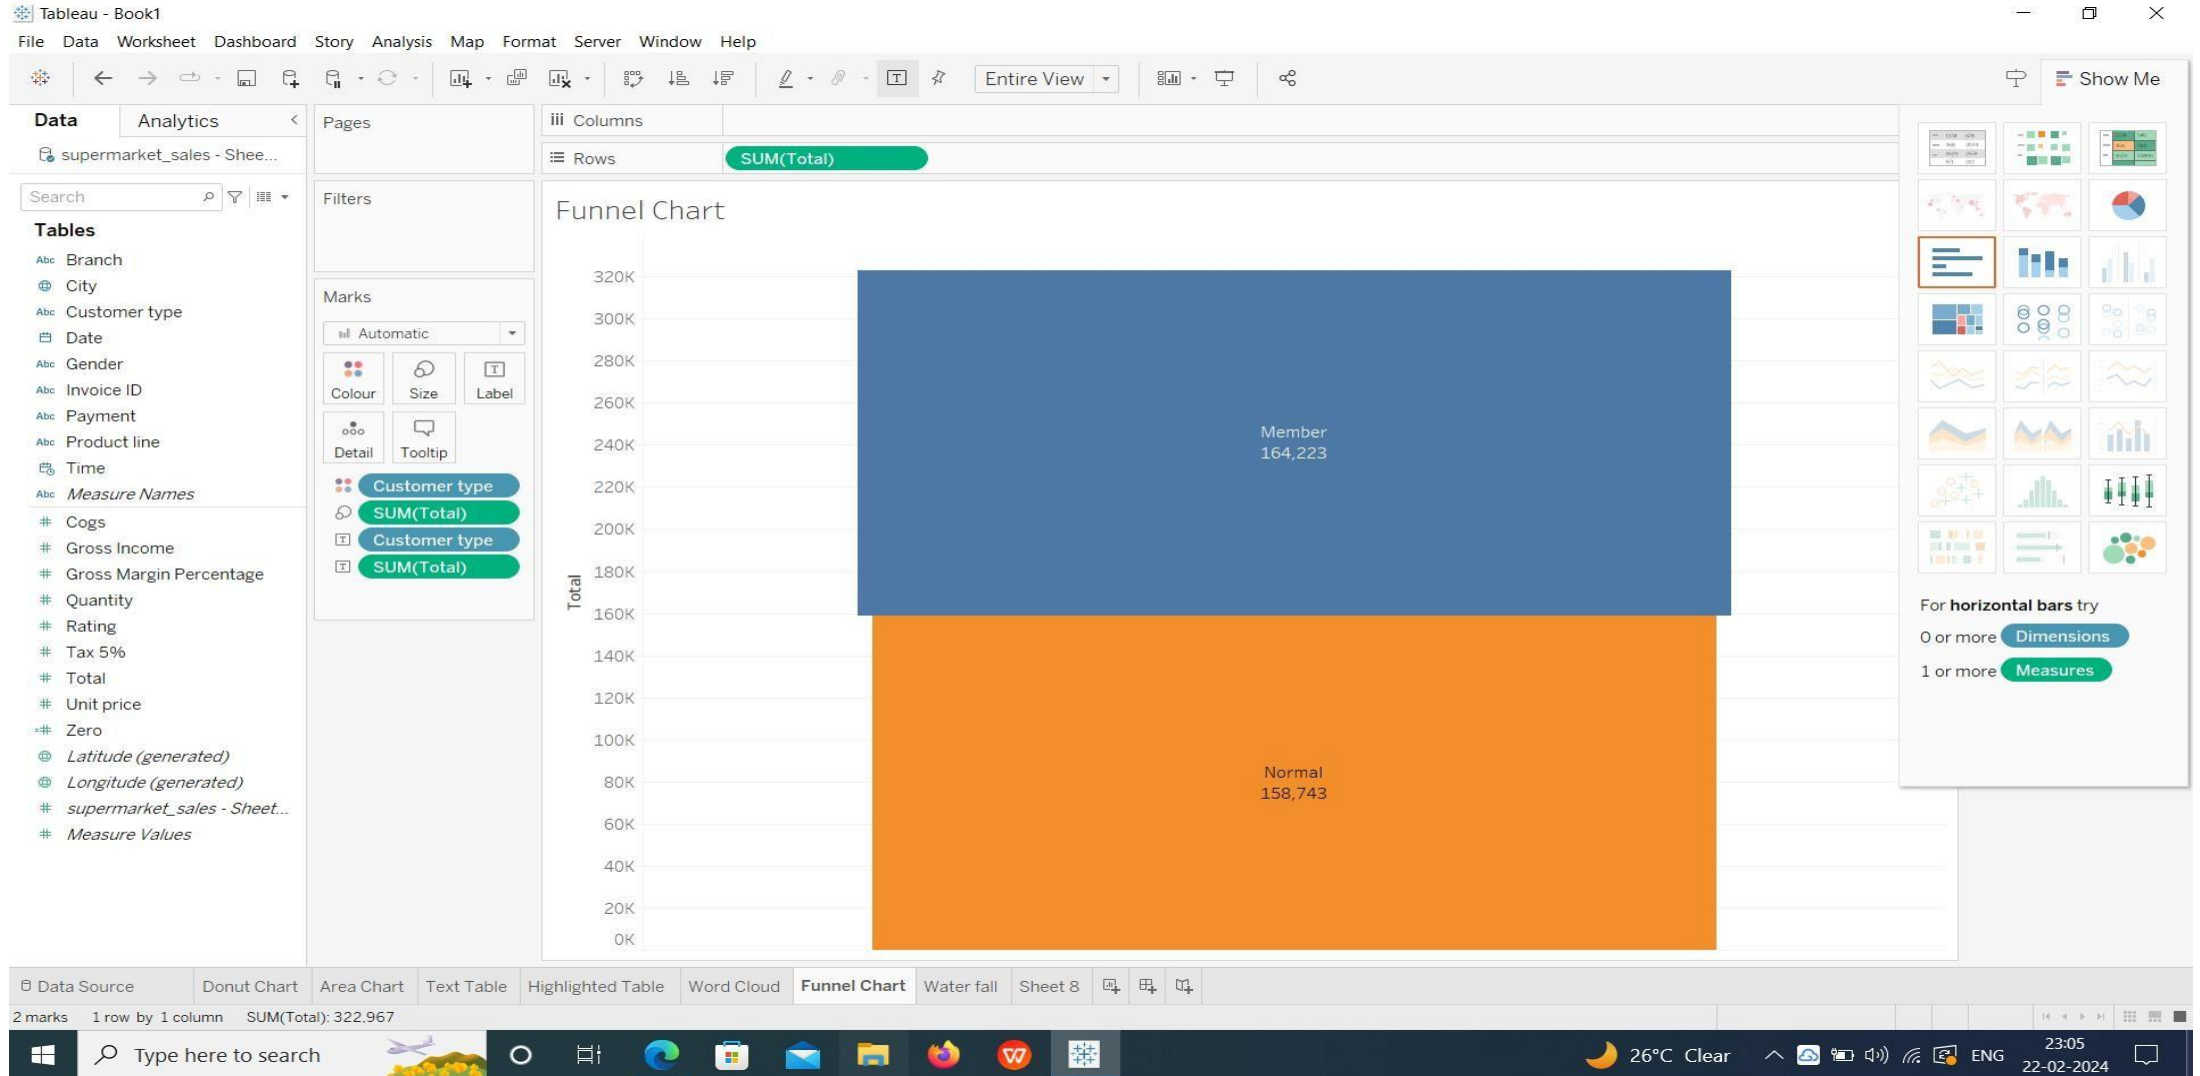 Tableau - Book1
File Data Worksheet Dashboard Story Analysis Map Format Server Window Help
Entire View
Show Me
Data Analytics
supermarket_sales - Shee...
Search
Tables
Abc Branch
City
Abc Customer type
Date
Abc Gender
Abc Invoice ID
Abc Payment
Abc Product line
Time
Abc Measure Names
# Cogs
# Gross Income
# Gross Margin Percentage
# Quantity
# Rating
# Tax 5%
# Total
# Unit price
=# Zero
Latitude (generated)
Longitude (generated)
# supermarket_sales - Sheet...
# Measure Values
Pages
Filters
Marks
Automatic
Colour Size Label
Detail Tooltip
Customer type
SUM(Total)
Customer type
SUM(Total)
Columns
Rows SUM(Total)
Funnel Chart
320K
300K
280K
260K
240K
220K
200K
180K
160K
140K
120K
100K
80K
60K
40K
20K
0K
Total
Member
164,223
Normal
158,743
For horizontal bars try
0 or more Dimensions
1 or more Measures
Data Source Donut Chart Area Chart Text Table Highlighted Table Word Cloud Funnel Chart Water fall Sheet 8
2 marks 1 row by 1 column SUM(Total): 322,967
Type here to search
26°C Clear
ENG
23:05
22-02-2024